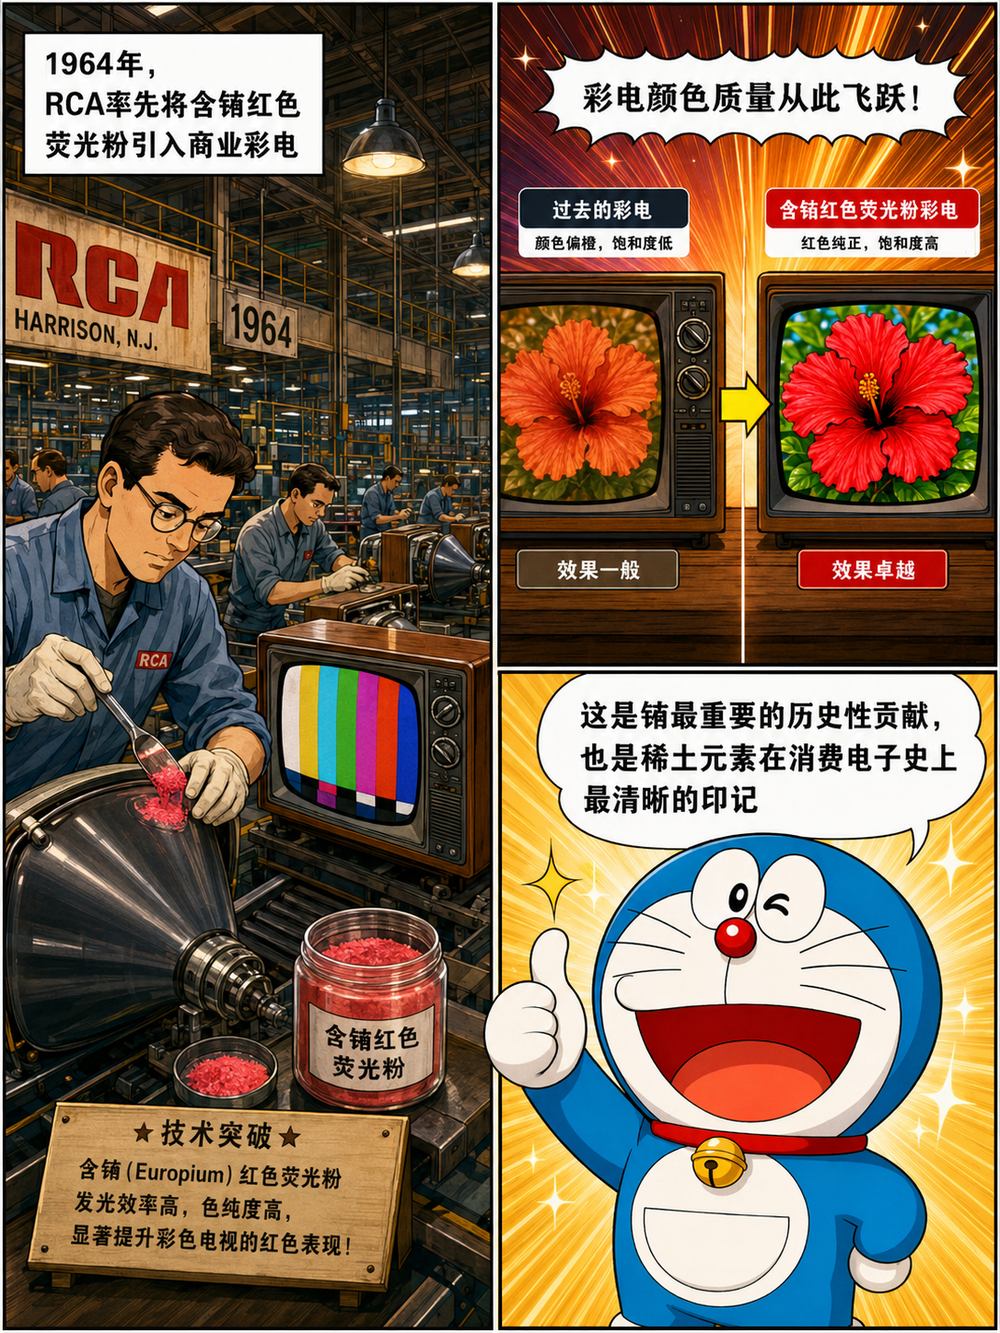 1964年，
RCA率先将含铕红色
荧光粉引入商业彩电
RCA
HARRISON, N.J.
1964
RCA
含铕红色
荧光粉
★技术突破★
含铕（Europium）红色荧光粉
发光效率高，色纯度高，
显著提升彩色电视的红色表现！
彩电颜色质量从此飞跃！
过去的彩电
颜色偏橙，饱和度低
含铕红色荧光粉彩电
红色纯正，饱和度高
效果一般
效果卓越
这是铕最重要的历史性贡献，
也是稀土元素在消费电子史上
最清晰的印记